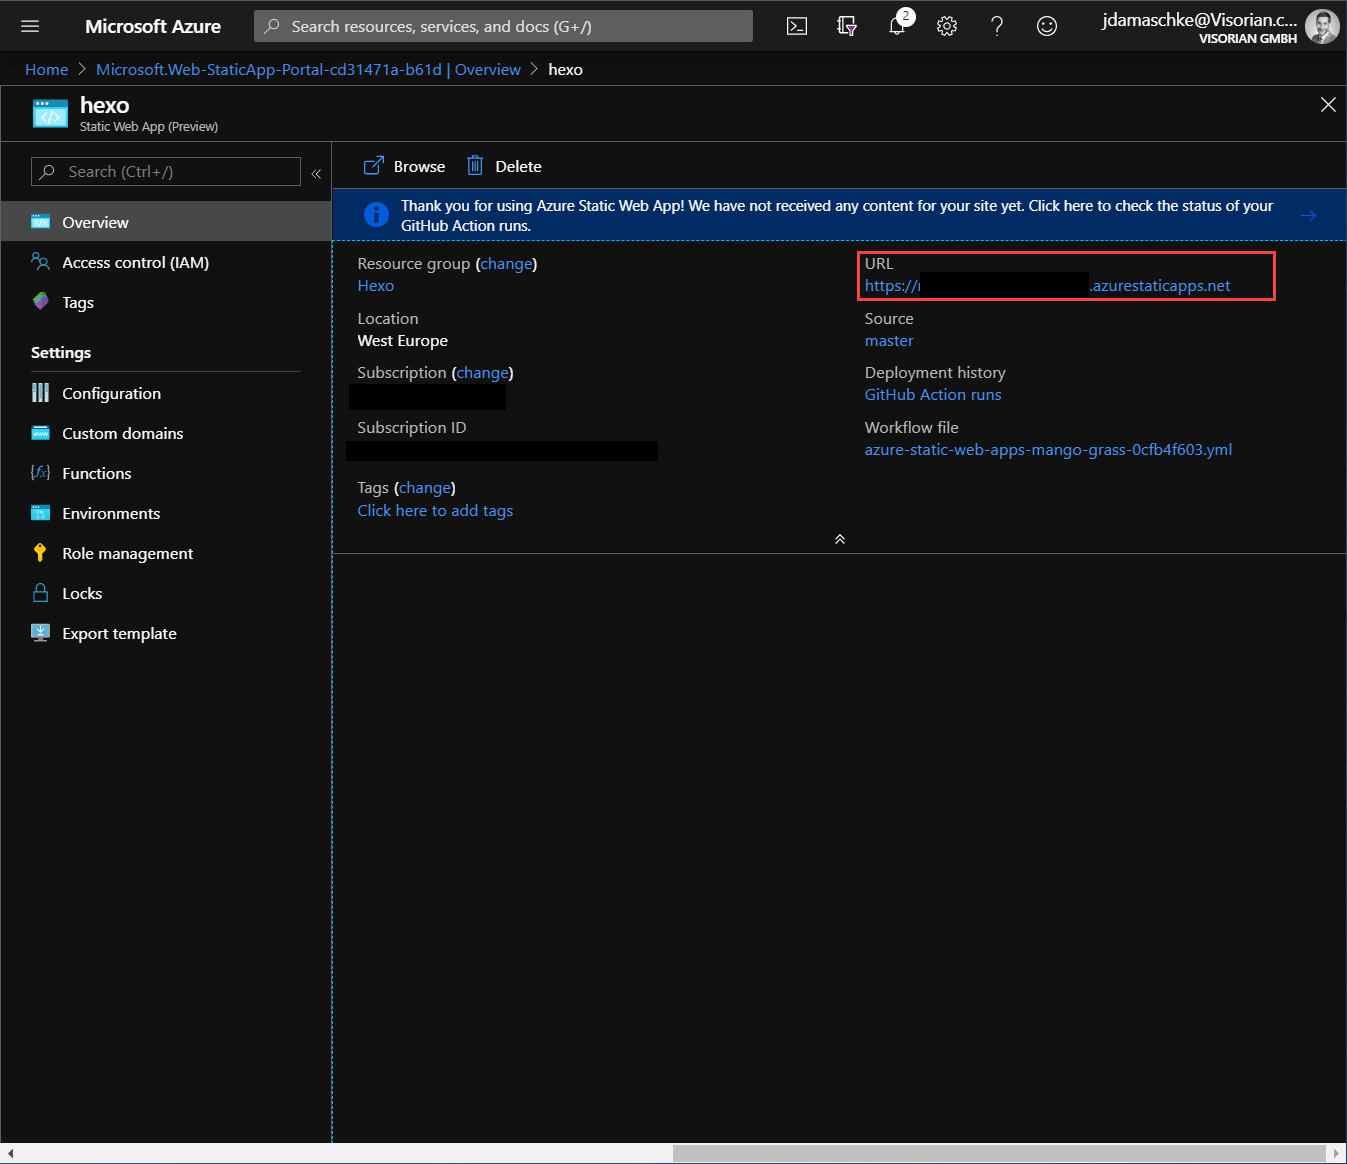 Microsoft Azure
Search resources, services, and docs (G+/)
2
jdamaschke@Visorian.c...
VISORIAN GMBH
Home > Microsoft.Web-StaticApp-Portal-cd31471a-b61d | Overview > hexo
hexo
Static Web App (Preview)
Search (Ctrl+/)
«
Overview
Access control (IAM)
Tags
Settings
Configuration
Custom domains
Functions
Environments
Role management
Locks
Export template
Browse
Delete
Thank you for using Azure Static Web App! We have not received any content for your site yet. Click here to check the status of your
GitHub Action runs.
Resource group (change)
Hexo
Location
West Europe
Subscription (change)
Subscription ID
Tags (change)
Click here to add tags
URL
https:// .azurestaticapps.net
Source
master
Deployment history
GitHub Action runs
Workflow file
azure-static-web-apps-mango-grass-0cfb4f603.yml